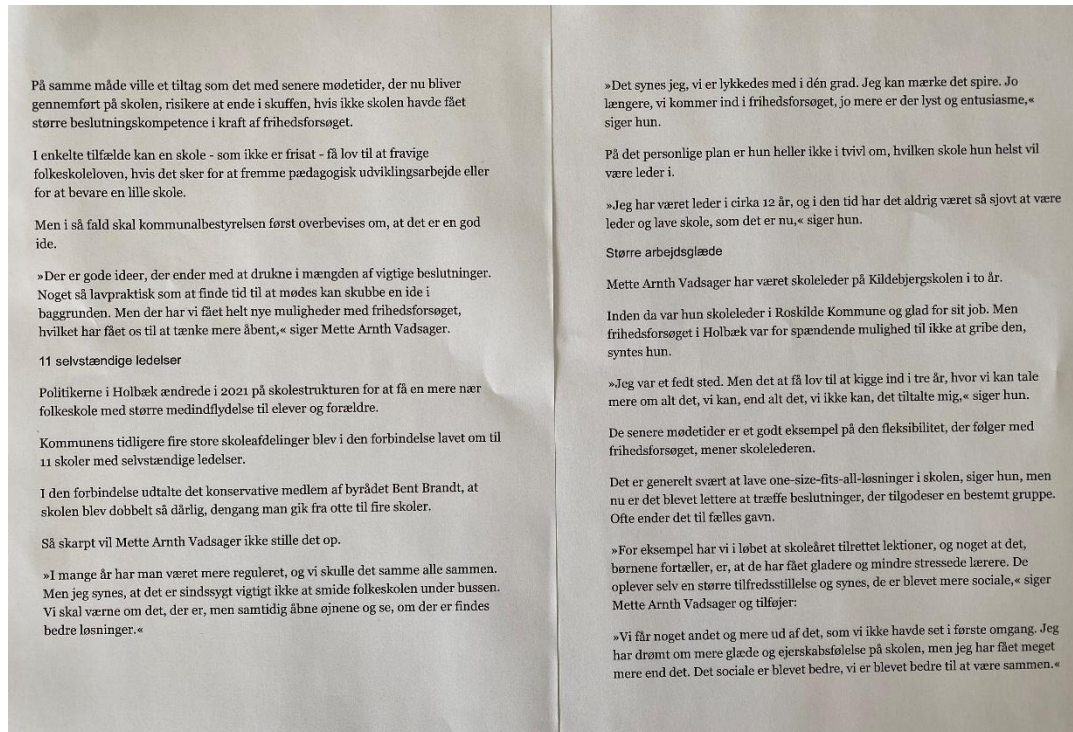 På samme måde ville et tiltag som det med senere mødetider, der nu bliver
gennemført på skolen, risikere at ende i skuffen, hvis ikke skolen havde fået
større beslutningskompetence i kraft af frihedsforsøget.
I enkelte tilfælde kan en skole - som ikke er frisat - få lov til at fravige
folkeskoleloven, hvis det sker for at fremme pædagogisk udviklingsarbejde eller
for at bevare en lille skole.
Men i så fald skal kommunalbestyrelsen først overbevises om, at det er en god
ide.
»Der er gode ideer, der ender med at drukne i mængden af vigtige beslutninger.
Noget så lavpraktisk som at finde tid til at mødes kan skubbe en ide i
baggrunden. Men der har vi fået helt nye muligheder med frihedsforsøget,
hvilket har fået os til at tænke mere åbent,« siger Mette Arnth Vadsager.
11 selvstændige ledelser
Politikerne i Holbæk ændrede i 2021 på skolestrukturen for at få en mere nær
folkeskole med større medindflydelse til elever og forældre.
Kommunens tidligere fire store skoleafdelinger blev i den forbindelse lavet om til
11 skoler med selvstændige ledelser.
I den forbindelse udtalte det konservative medlem af byrådet Bent Brandt, at
skolen blev dobbelt så dårlig, dengang man gik fra otte til fire skoler.
Så skarpt vil Mette Arnth Vadsager ikke stille det op.
»I mange år har man været mere reguleret, og vi skulle det samme alle sammen.
Men jeg synes, at det er sindssygt vigtigt ikke at smide folkeskolen under bussen.
Vi skal værne om det, der er, men samtidig åbne øjnene og se, om der er findes
bedre løsninger.«
»Det synes jeg, vi er lykkedes med i dén grad. Jeg kan mærke det spire. Jo
længere, vi kommer ind i frihedsforsøget, jo mere er der lyst og entusiasme,«
siger hun.
På det personlige plan er hun heller ikke i tvivl om, hvilken skole hun helst vil
være leder i.
»Jeg har været leder i cirka 12 år, og i den tid har det aldrig været så sjovt at være
leder og lave skole, som det er nu,« siger hun.
Større arbejdsglæde
Mette Arnth Vadsager har været skoleleder på Kildebjergskolen i to år.
Inden da var hun skoleleder i Roskilde Kommune og glad for sit job. Men
frihedsforsøget i Holbæk var for spændende mulighed til ikke at gribe den,
syntes hun.
»Jeg var et fedt sted. Men det at få lov til at kigge ind i tre år, hvor vi kan tale
mere om alt det, vi kan, end alt det, vi ikke kan, det tiltalte mig,« siger hun.
De senere mødetider er et godt eksempel på den fleksibilitet, der følger med
frihedsforsøget, mener skolelederen.
Det er generelt svært at lave one-size-fits-all-løsninger i skolen, siger hun, men
nu er det blevet lettere at træffe beslutninger, der tilgodeser en bestemt gruppe.
Ofte ender det til fælles gavn.
»For eksempel har vi i løbet at skoleåret tilrettet lektioner, og noget at det,
børnene fortæller, er, at de har fået gladere og mindre stressede lærere. De
oplever selv en større tilfredsstillelse og synes, de er blevet mere sociale,« siger
Mette Arnth Vadsager og tilføjer:
»Vi får noget andet og mere ud af det, som vi ikke havde set i første omgang. Jeg
har drømt om mere glæde og ejerskabsfølelse på skolen, men jeg har fået meget
mere end det. Det sociale er blevet bedre, vi er blevet bedre til at være sammen.«